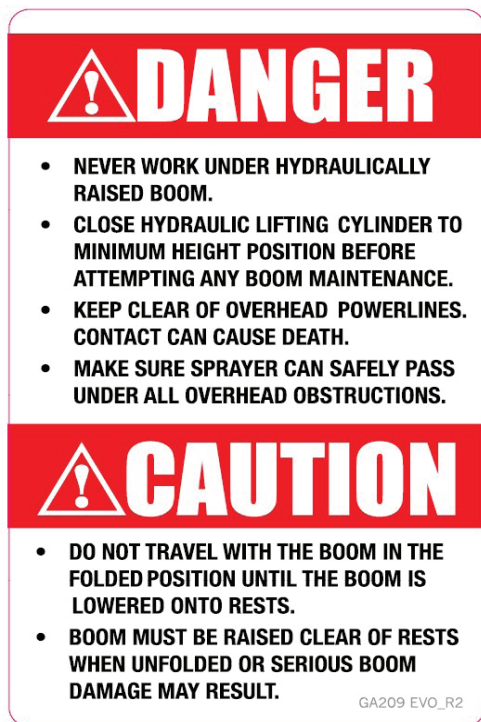 DANGER
• NEVER WORK UNDER HYDRAULICALLY
RAISED BOOM.
• CLOSE HYDRAULIC LIFTING CYLINDER TO
MINIMUM HEIGHT POSITION BEFORE
ATTEMPTING ANY BOOM MAINTENANCE.
• KEEP CLEAR OF OVERHEAD POWERLINES.
CONTACT CAN CAUSE DEATH.
• MAKE SURE SPRAYER CAN SAFELY PASS
UNDER ALL OVERHEAD OBSTRUCTIONS.
CAUTION
• DO NOT TRAVEL WITH THE BOOM IN THE
FOLDED POSITION UNTIL THE BOOM IS
LOWERED ONTO RESTS.
• BOOM MUST BE RAISED CLEAR OF RESTS
WHEN UNFOLDED OR SERIOUS BOOM
DAMAGE MAY RESULT.
GA209 EVO_R2